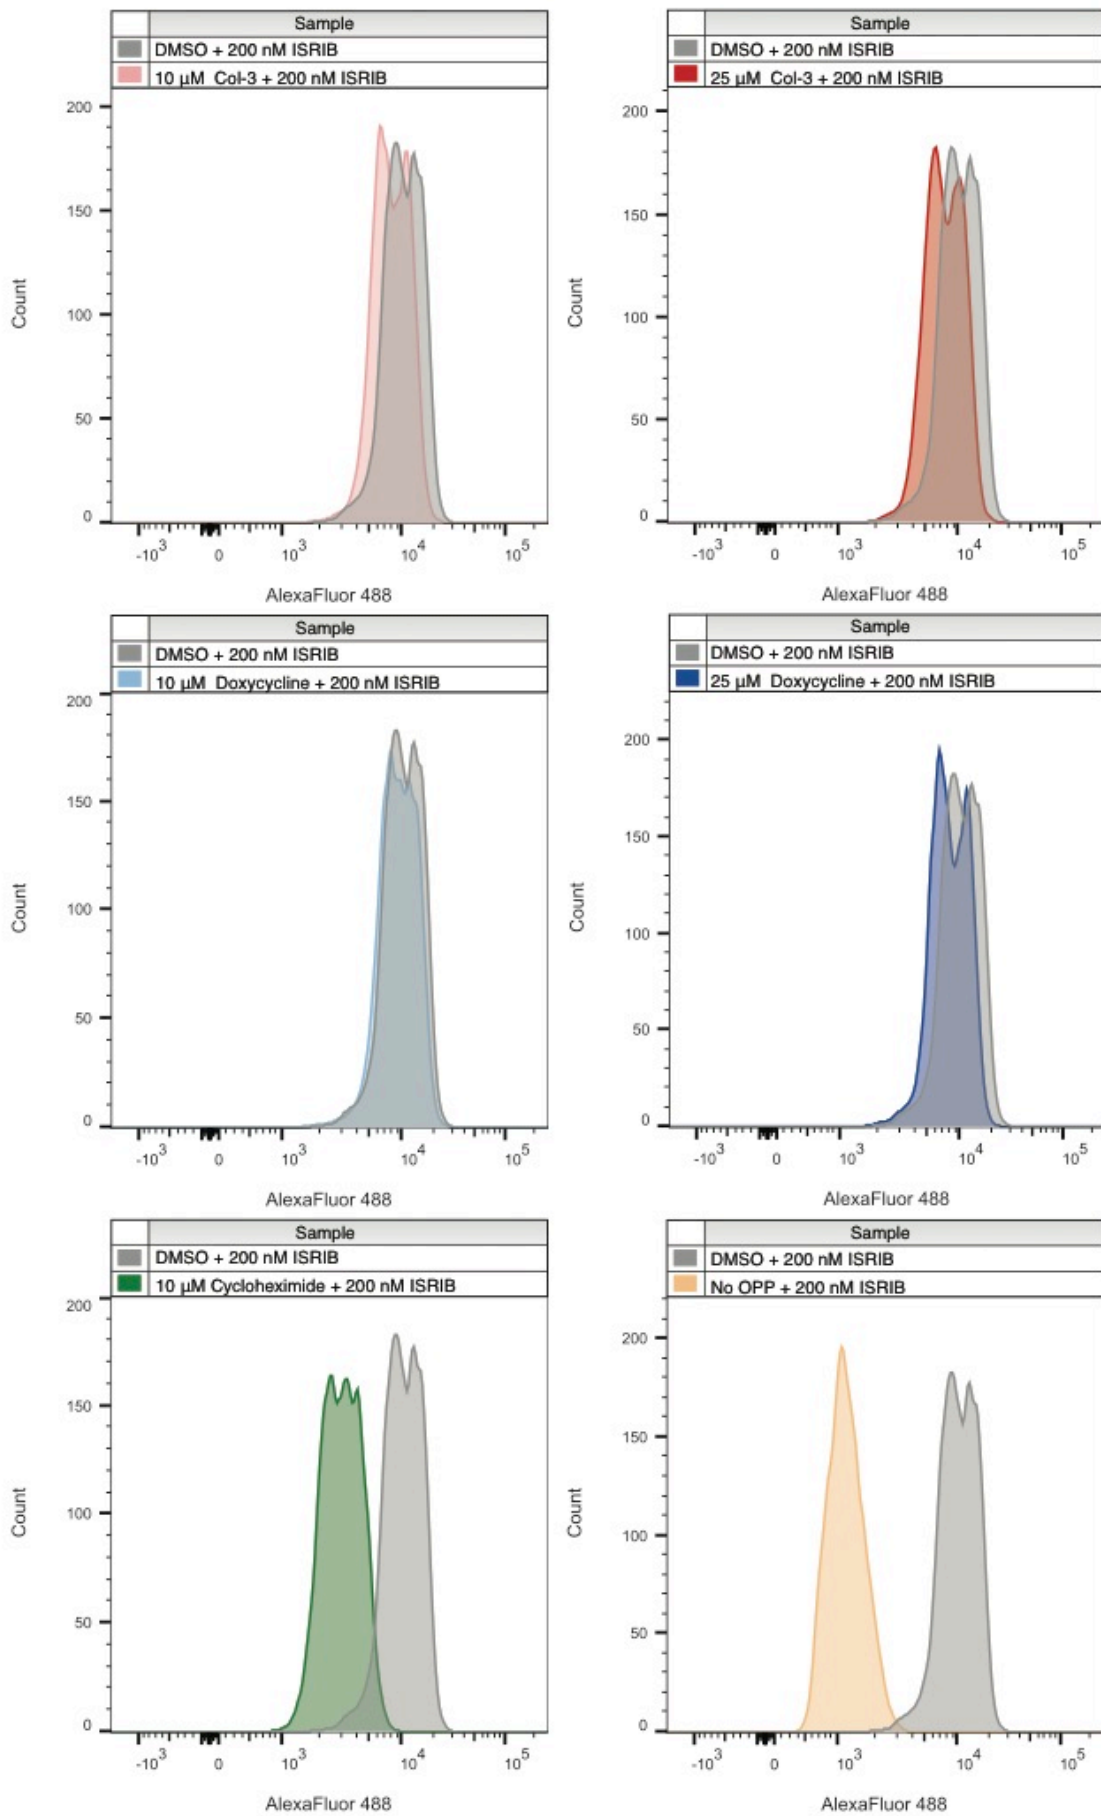 Sample
DMSO + 200 nM ISRIB
10 µM Col-3 + 200 nM ISRIB
200
150
100
50
0
Count
-10³ 0 10³ 10⁴ 10⁵
AlexaFluor 488
Sample
DMSO + 200 nM ISRIB
25 µM Col-3 + 200 nM ISRIB
200
150
100
50
0
Count
-10³ 0 10³ 10⁴ 10⁵
AlexaFluor 488
Sample
DMSO + 200 nM ISRIB
10 µM Doxycycline + 200 nM ISRIB
200
150
100
50
0
Count
-10³ 0 10³ 10⁴ 10⁵
AlexaFluor 488
Sample
DMSO + 200 nM ISRIB
25 µM Doxycycline + 200 nM ISRIB
200
150
100
50
0
Count
-10³ 0 10³ 10⁴ 10⁵
AlexaFluor 488
Sample
DMSO + 200 nM ISRIB
10 µM Cycloheximide + 200 nM ISRIB
200
150
100
50
0
Count
-10³ 0 10³ 10⁴ 10⁵
AlexaFluor 488
Sample
DMSO + 200 nM ISRIB
No OPP + 200 nM ISRIB
200
150
100
50
0
Count
-10³ 0 10³ 10⁴ 10⁵
AlexaFluor 488